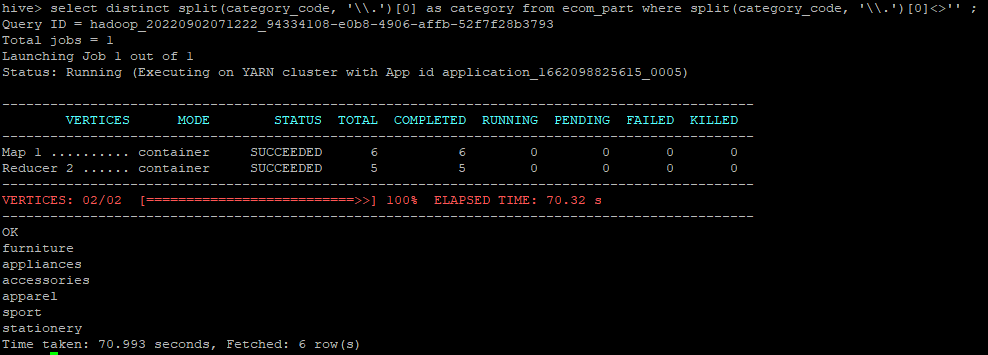 hive> select distinct split(category_code, '\\.')[0] as category from ecom_part where split(category_code, '\\.')[0]<>'' ;
Query ID = hadoop_20220902071222_94334108-e0b8-4906-affb-52f7f28b3793
Total jobs = 1
Launching Job 1 out of 1
Status: Running (Executing on YARN cluster with App id application_1662098825615_0005)
----------------------------------------------------------------------------------------------
VERTICES MODE STATUS TOTAL COMPLETED RUNNING PENDING FAILED KILLED
----------------------------------------------------------------------------------------------
Map 1 .......... container SUCCEEDED 6 6 0 0 0 0
Reducer 2 ...... container SUCCEEDED 5 5 0 0 0 0
----------------------------------------------------------------------------------------------
VERTICES: 02/02 [==========================>>] 100% ELAPSED TIME: 70.32 s
----------------------------------------------------------------------------------------------
OK
furniture
appliances
accessories
apparel
sport
stationery
Time taken: 70.993 seconds, Fetched: 6 row(s)